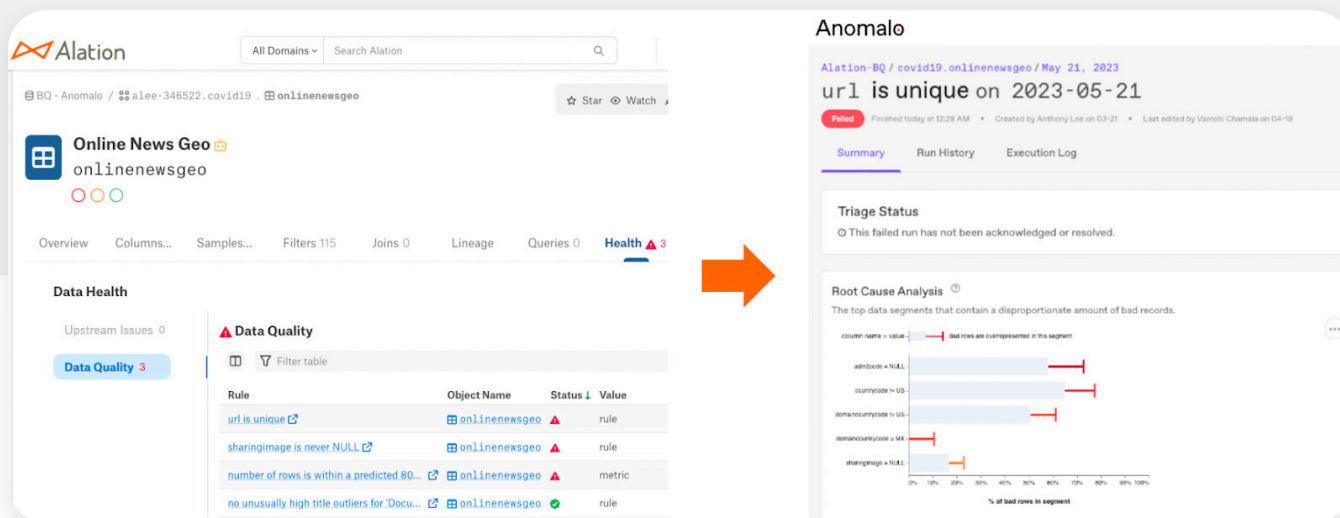 Alation
All Domains
Search Alation
BQ - Anomalo / alee-346522.covid19 . onlinenewsgeo
Star Watch
Online News Geo
onlinenewsgeo
Overview Columns... Samples... Filters 115 Joins 0 Lineage Queries 0 Health 3
Data Health
Upstream Issues 0
Data Quality 3
Data Quality
Filter table
Rule Object Name Status ↓ Value
url is unique onlinenewsgeo rule
sharingimage is never NULL onlinenewsgeo rule
number of rows is within a predicted 80... onlinenewsgeo metric
no unusually high title outliers for 'Docu... onlinenewsgeo rule
Anomalo
Alation-BQ / covid19.onlinenewsgeo / May 21, 2023
url is unique on 2023-05-21
Failed Finished today at 12:28 AM • Created by Anthony Lee on 03-21 • Last edited by Vamshi Chamala on 04-19
Summary Run History Execution Log
Triage Status
This failed run has not been acknowledged or resolved.
Root Cause Analysis
The top data segments that contain a disproportionate amount of bad records.
column name = value Bad rows are overrepresented in this segment
adm2code = NULL
countrycode != US
domaincountrycode != US
domaincountrycode = MX
sharingimage = NULL
0% 10% 20% 30% 40% 50% 60% 70% 80% 90% 100%
% of bad rows in segment